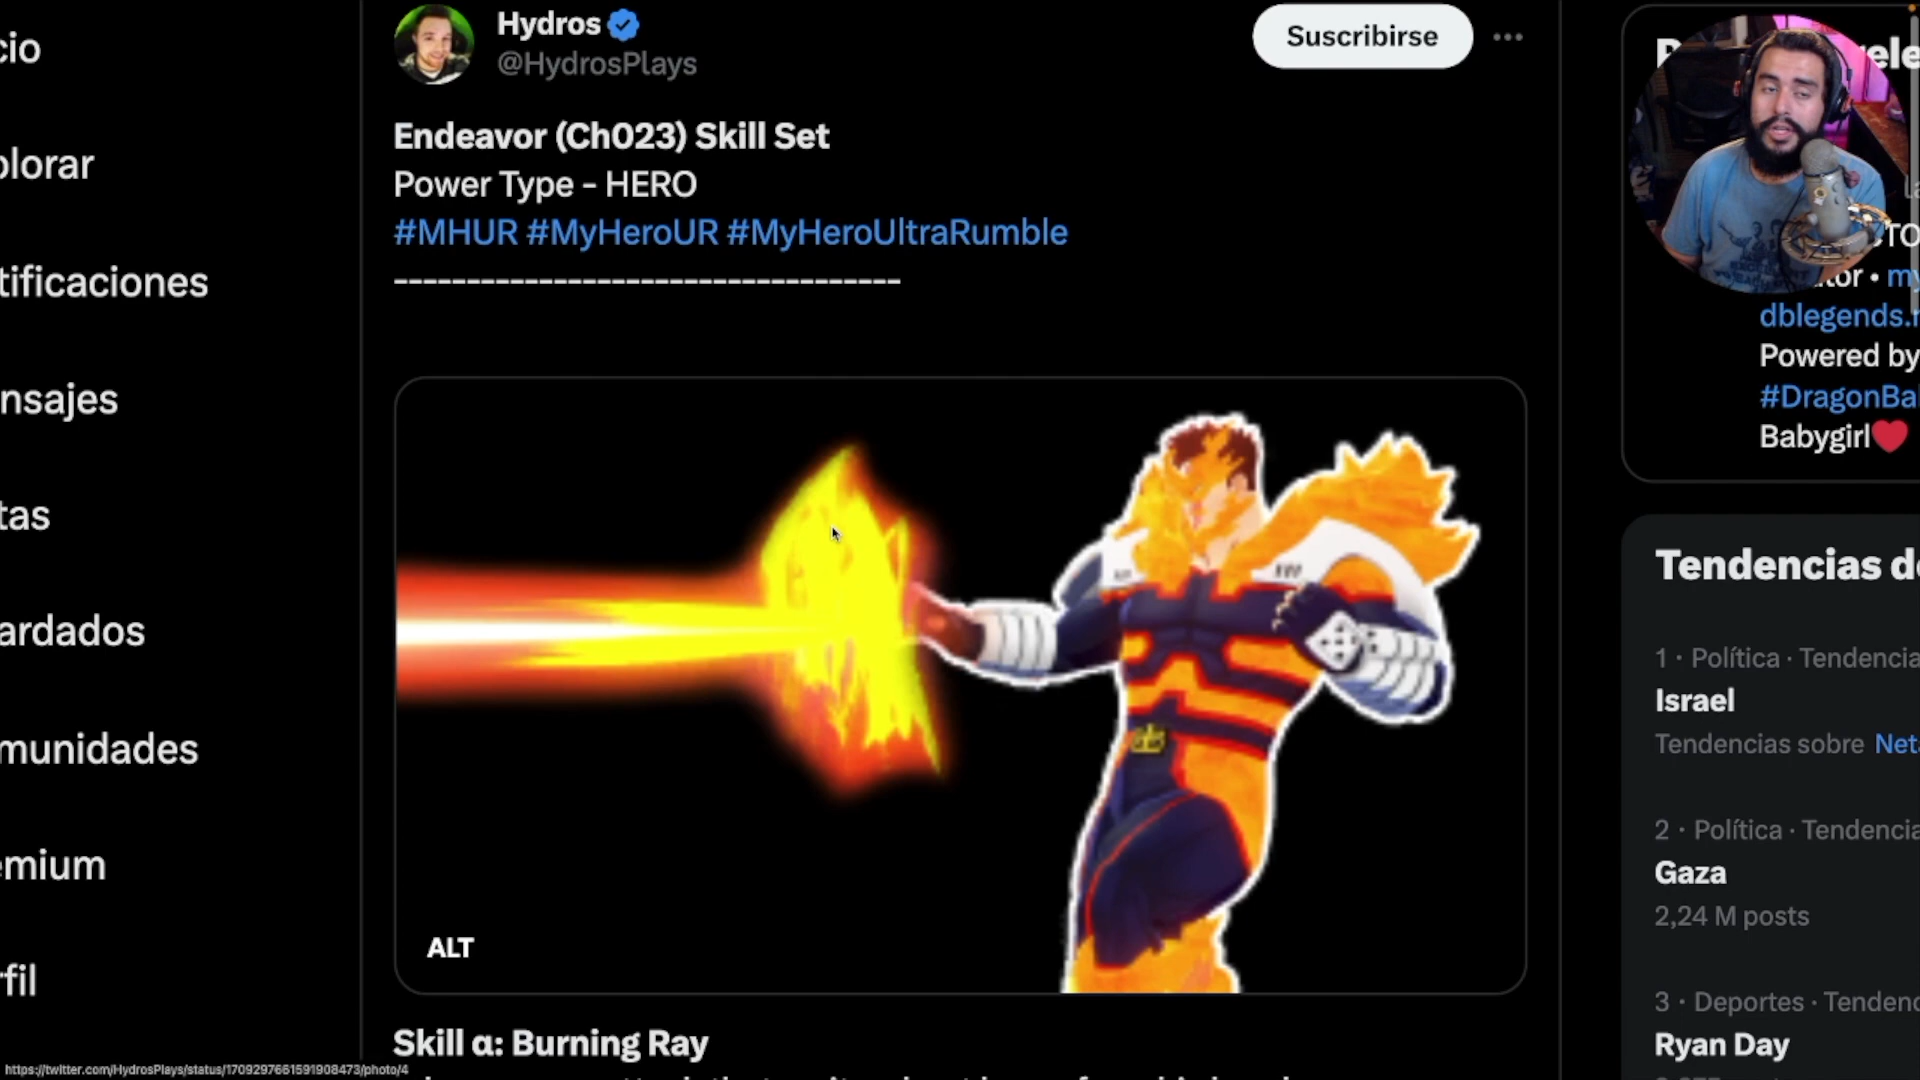 cio
plorar
tificaciones
nsajes
tas
ardados
munidades
emium
rfil
Hydros
@HydrosPlays
Suscribirse
Endeavor (Ch023) Skill Set
Power Type - HERO
#MHUR #MyHeroUR #MyHeroUltraRumble
-----------------------------------
ALT
Skill α: Burning Ray
https://twitter.com/HydrosPlays/status/1709297661591908473/photo/4
dblegends.
Powered by
#DragonBa
Babygirl❤️
Tendencias d
1 · Política · Tendencia
Israel
Tendencias sobre Net
2 · Política · Tendencia
Gaza
2,24 M posts
3 · Deportes · Tendenc
Ryan Day